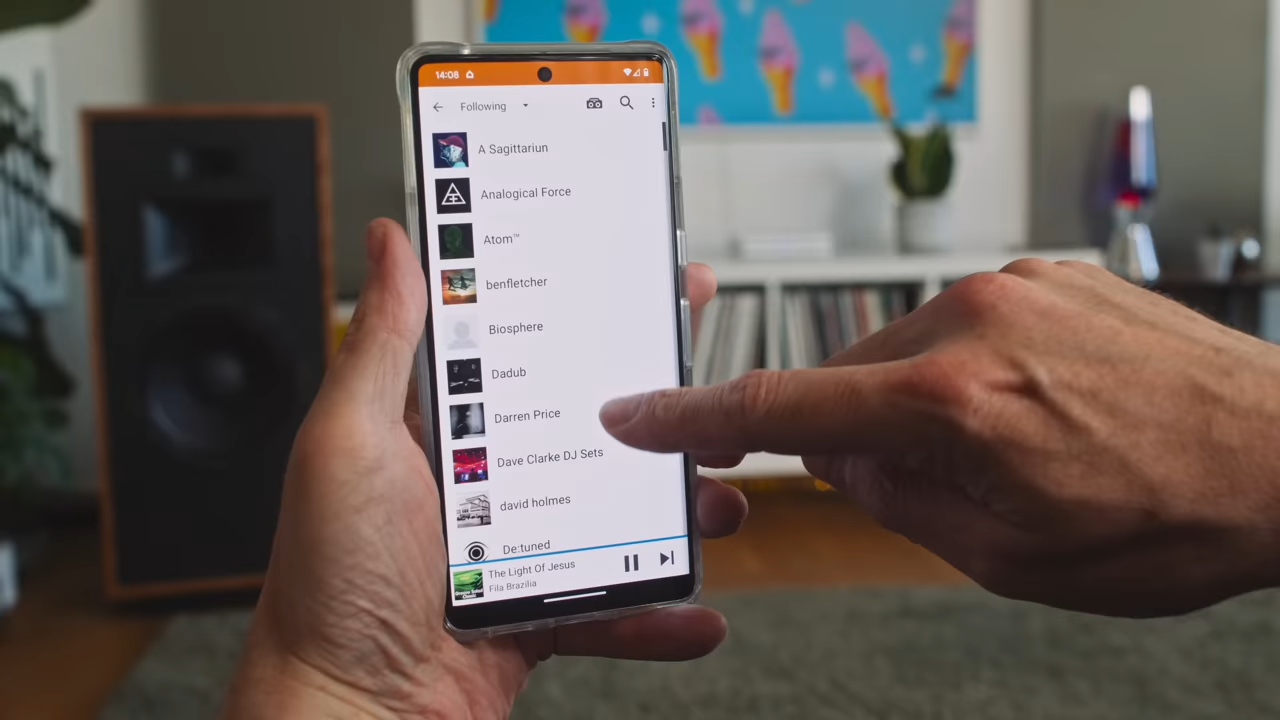 14:08
Following
A Sagittariun
Analogical Force
Atom™
benfletcher
Biosphere
Dadub
Darren Price
Dave Clarke DJ Sets
david holmes
De:tuned
The Light Of Jesus
Fila Brazilia